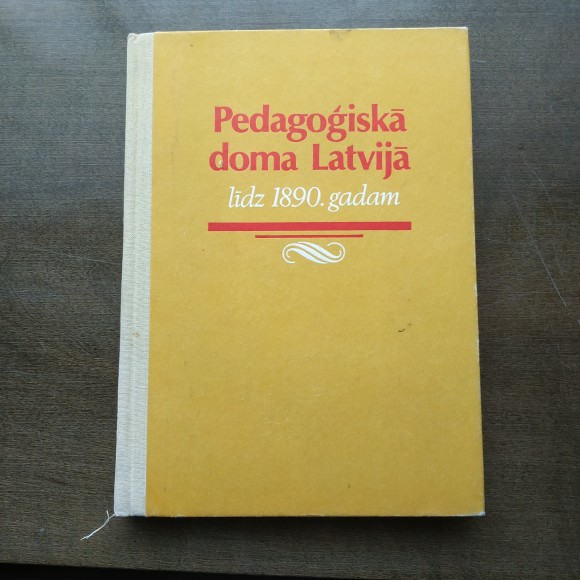 Pedagoģiskā
doma Latvijā
līdz 1890. gadam